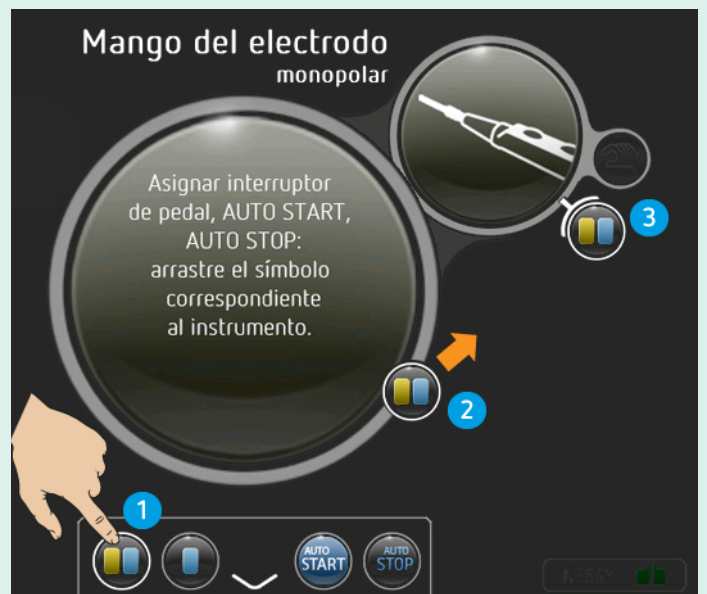 Mango del electrodo
monopolar
Asignar interruptor
de pedal, AUTO START,
AUTO STOP:
arrastre el símbolo
correspondiente
al instrumento.
3
2
1
AUTO
START
AUTO
STOP
NESSY